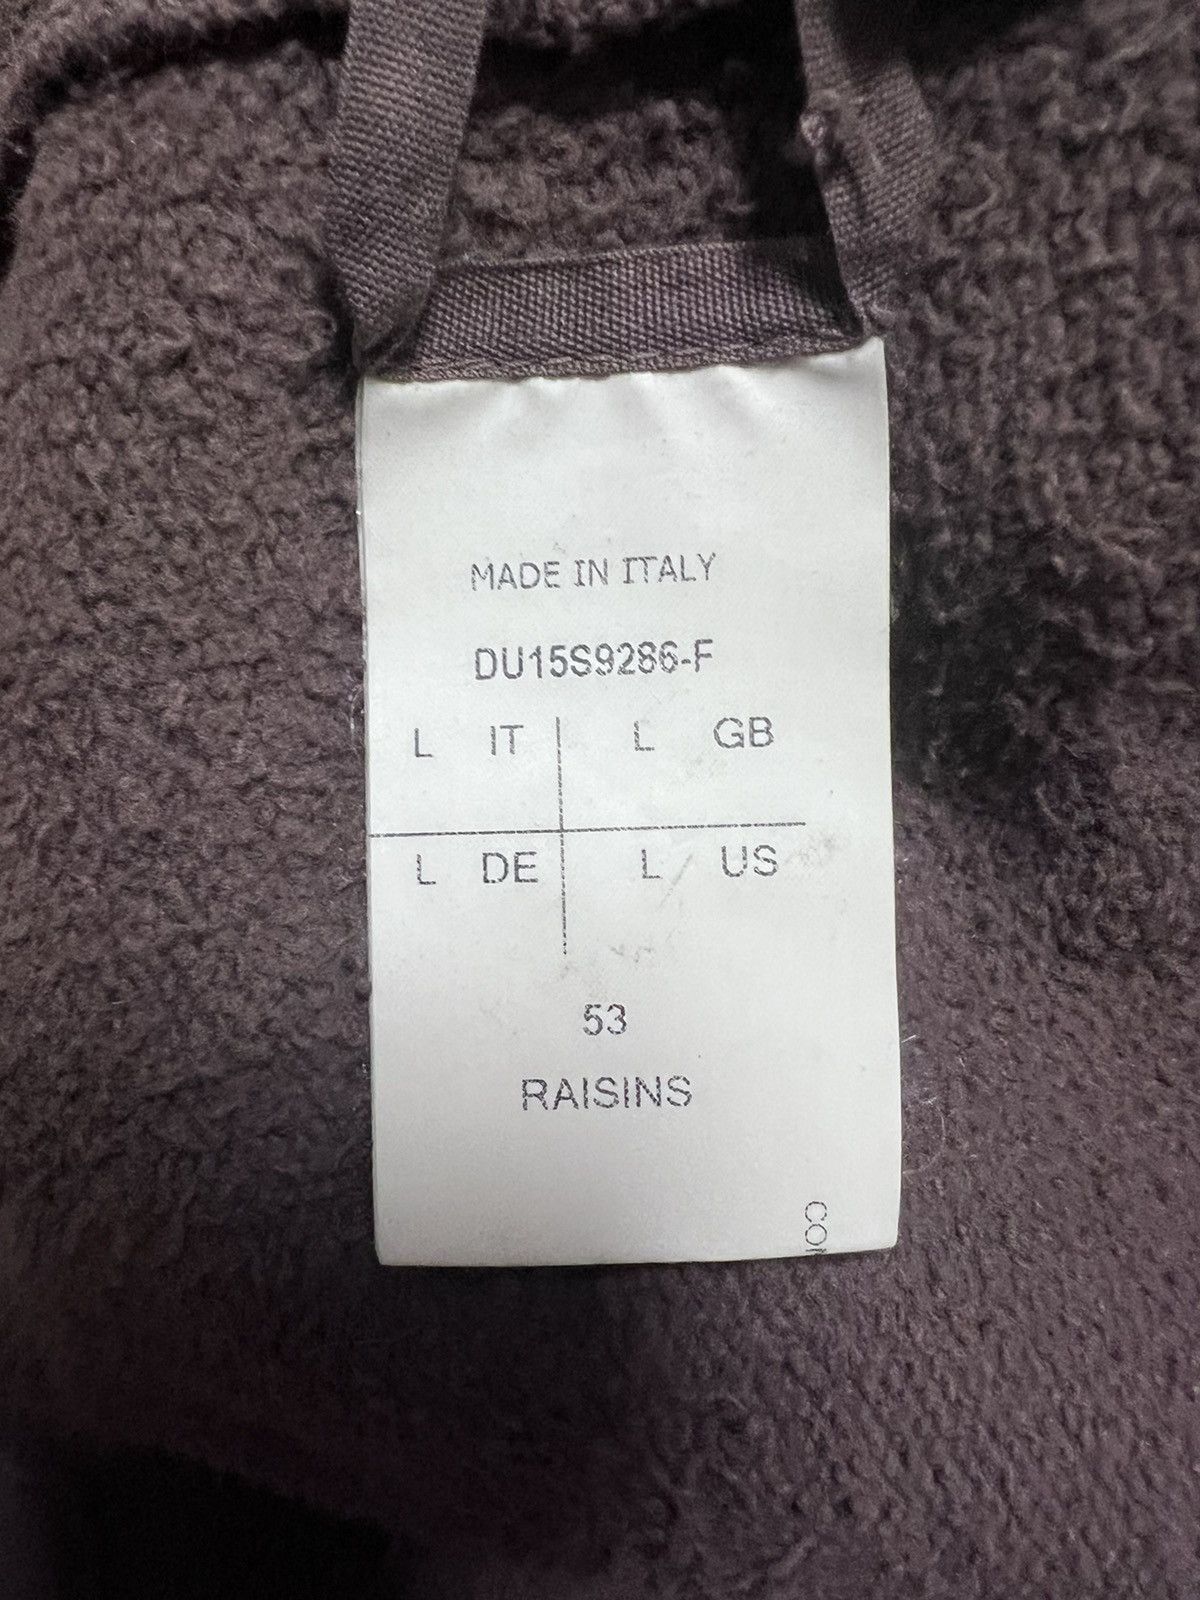 MADE IN ITALY
DU15S9286-F
L IT L GB
L DE L US
53
RAISINS